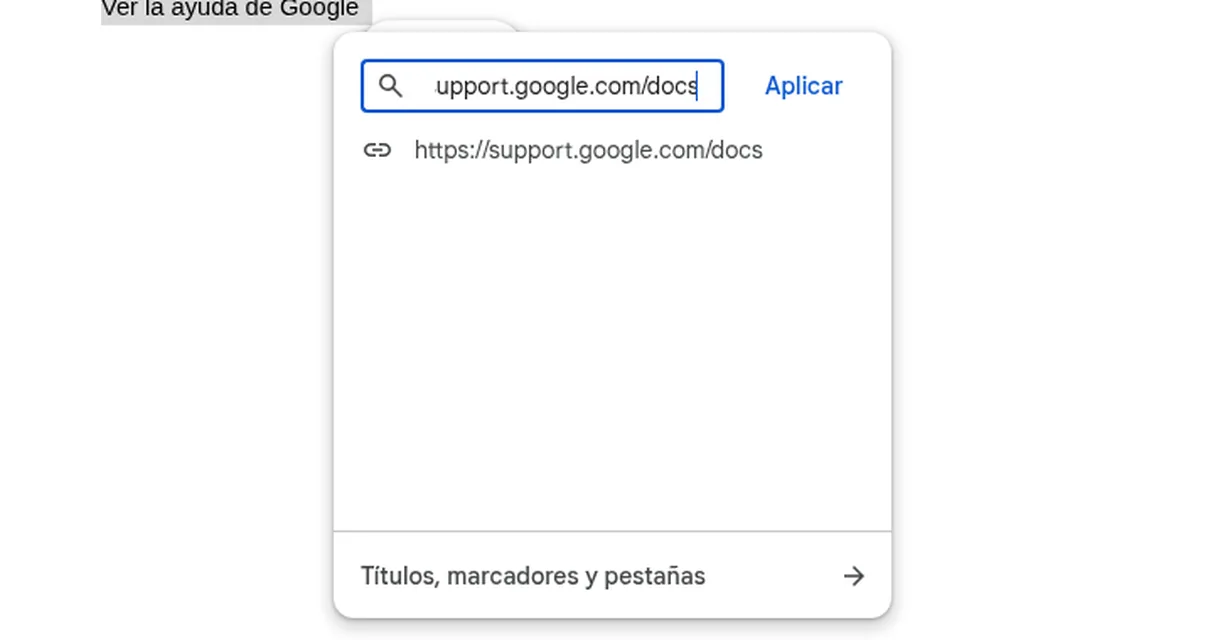 Ver la ayuda de Google
upport.google.com/docs
Aplicar
https://support.google.com/docs
Títulos, marcadores y pestañas